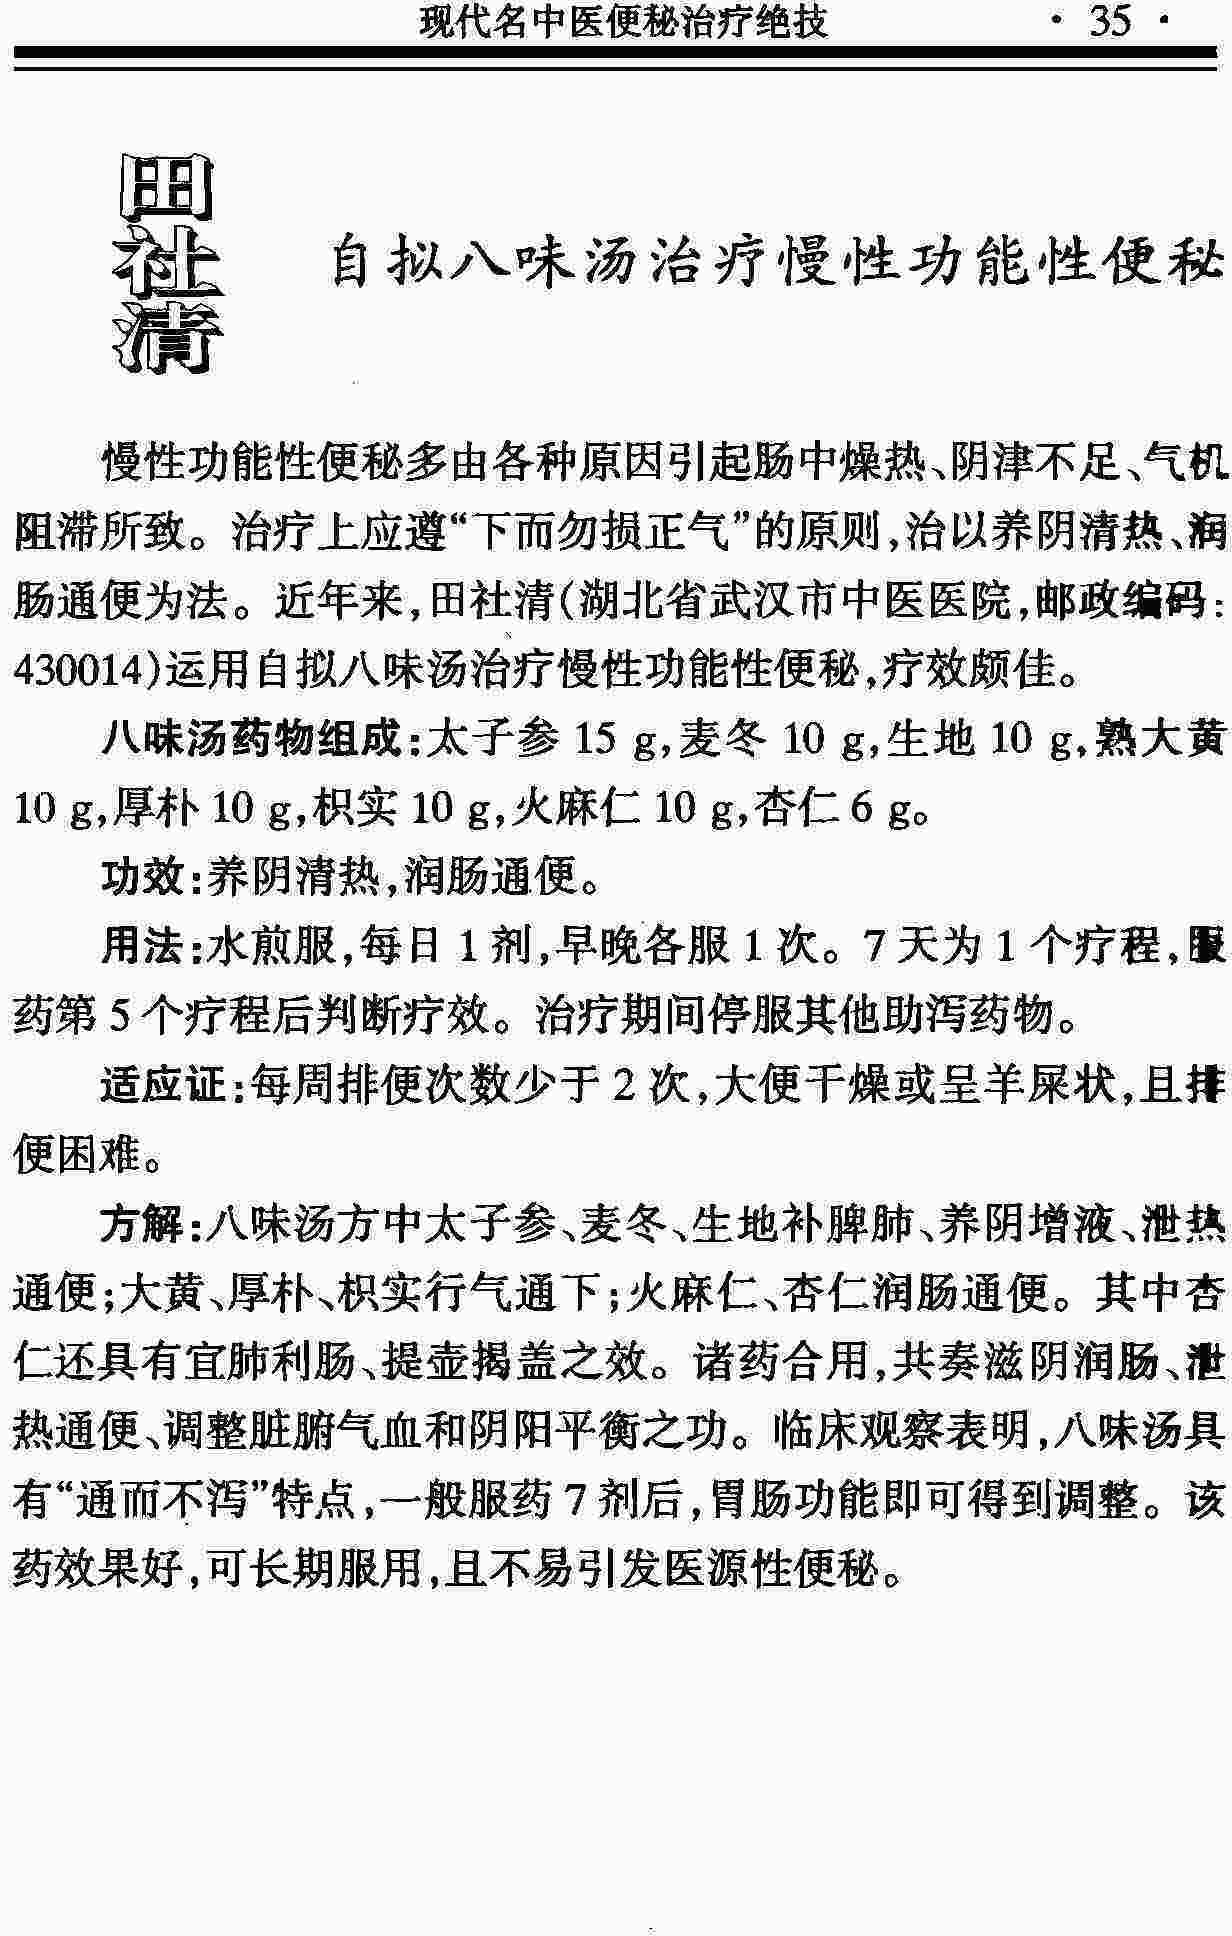 现代名中医便秘治疗绝技 · 35 ·
田社清
自拟八味汤治疗慢性功能性便秘
慢性功能性便秘多由各种原因引起肠中燥热、阴津不足、气机
阻滞所致。治疗上应遵“下而勿损正气”的原则,治以养阴清热、润
肠通便为法。近年来,田社清(湖北省武汉市中医医院,邮政编码:
430014)运用自拟八味汤治疗慢性功能性便秘,疗效颇佳。
八味汤药物组成:太子参 15 g,麦冬 10 g,生地 10 g,熟大黄
10 g,厚朴 10 g,枳实 10 g,火麻仁 10 g,杏仁 6 g。
功效:养阴清热,润肠通便。
用法:水煎服,每日 1 剂,早晚各服 1 次。7 天为 1 个疗程,服
药第 5 个疗程后判断疗效。治疗期间停服其他助泻药物。
适应证:每周排便次数少于 2 次,大便干燥或呈羊屎状,且排
便困难。
方解:八味汤方中太子参、麦冬、生地补脾肺、养阴增液、泄热
通便;大黄、厚朴、枳实行气通下;火麻仁、杏仁润肠通便。其中杏
仁还具有宜肺利肠、提壶揭盖之效。诸药合用,共奏滋阴润肠、泄
热通便、调整脏腑气血和阴阳平衡之功。临床观察表明,八味汤具
有“通而不泻”特点,一般服药 7 剂后,胃肠功能即可得到调整。该
药效果好,可长期服用,且不易引发医源性便秘。